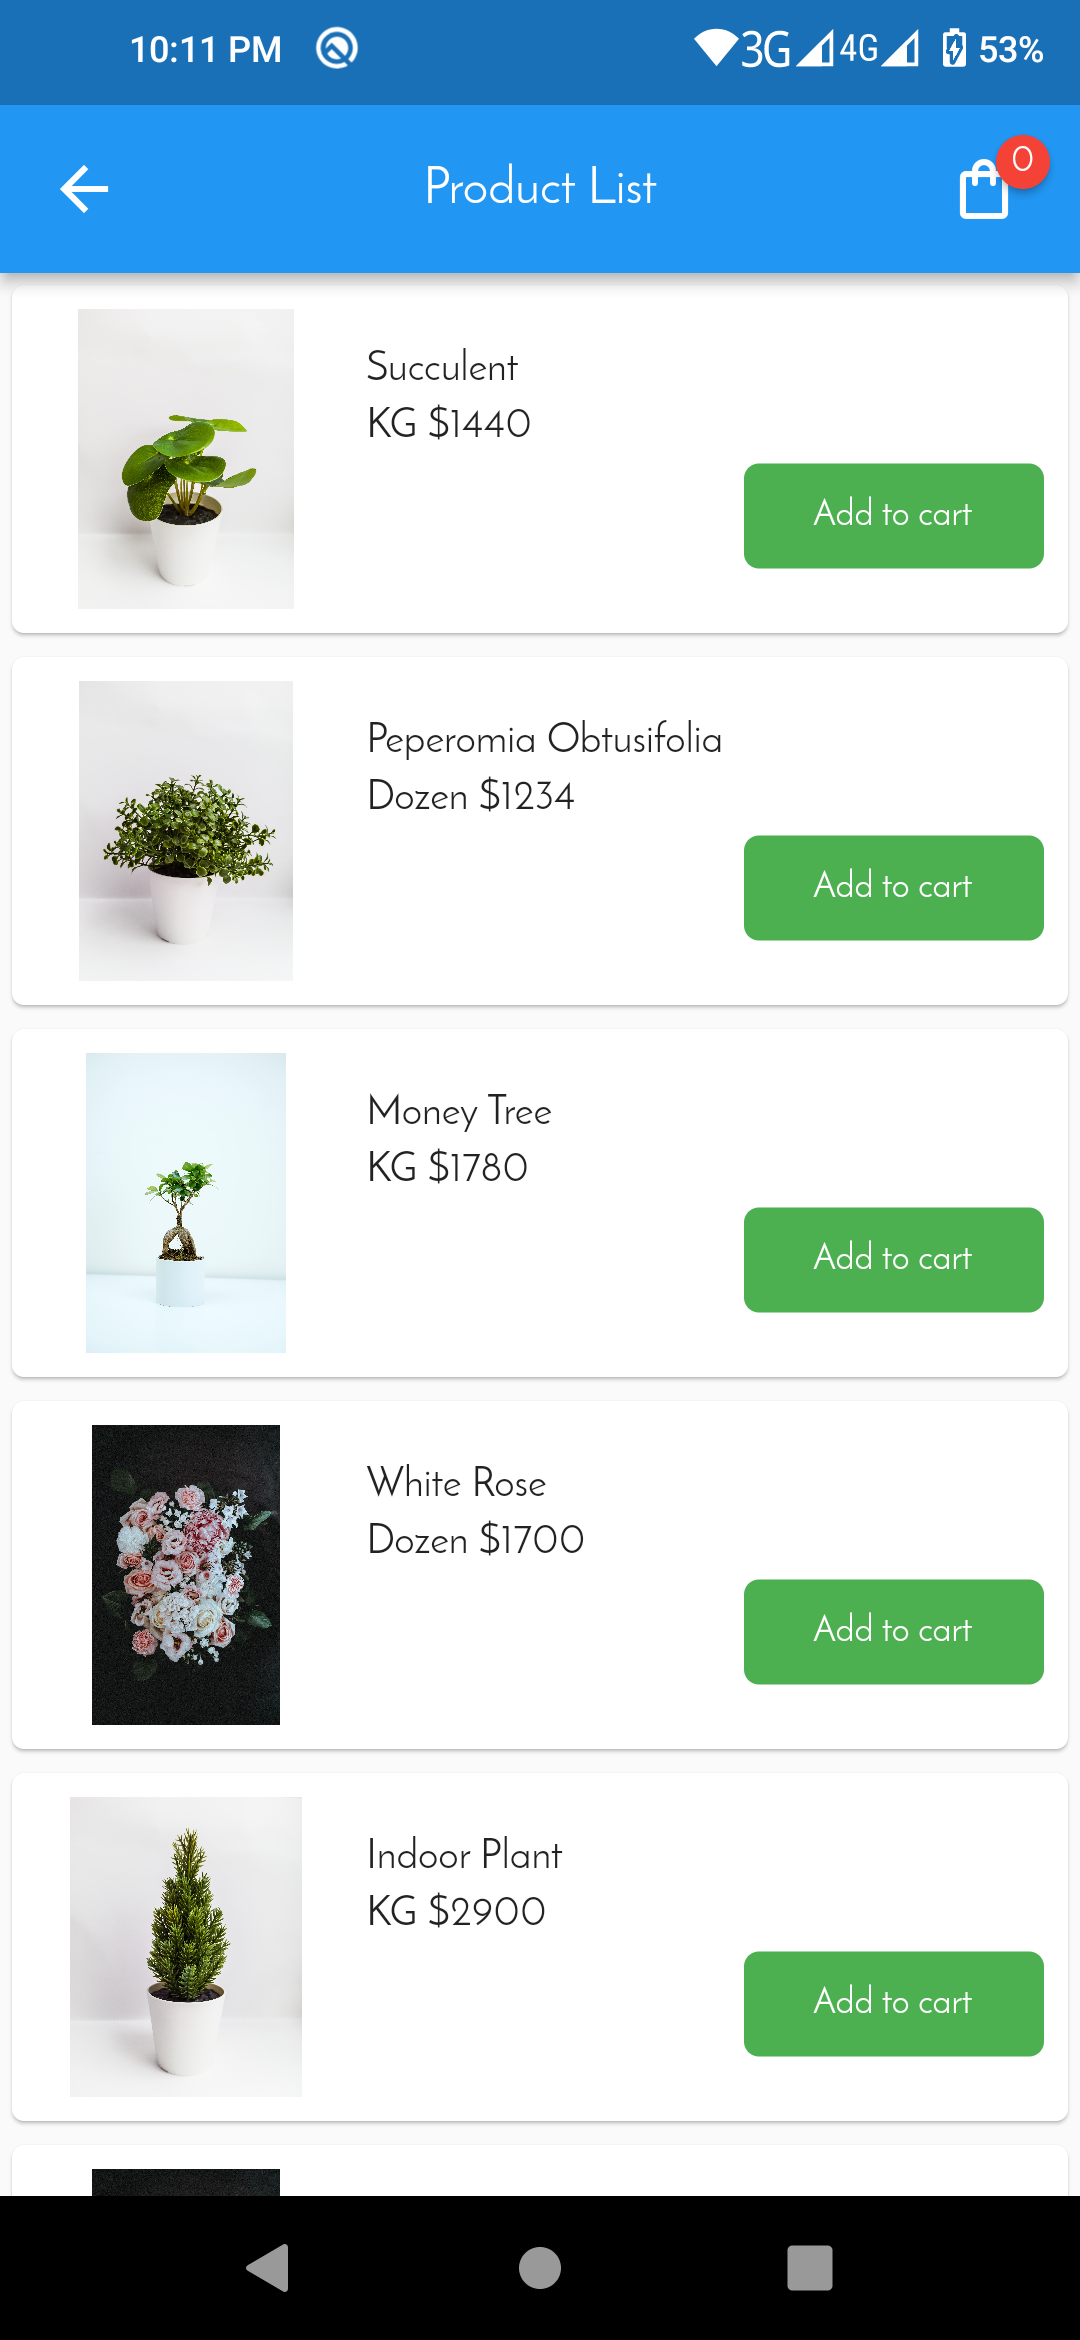 10:11 PM 3G 4G 53%
Product List 0
Succulent
KG $1440
Add to cart
Peperomia Obtusifolia
Dozen $1234
Add to cart
Money Tree
KG $1780
Add to cart
White Rose
Dozen $1700
Add to cart
Indoor Plant
KG $2900
Add to cart